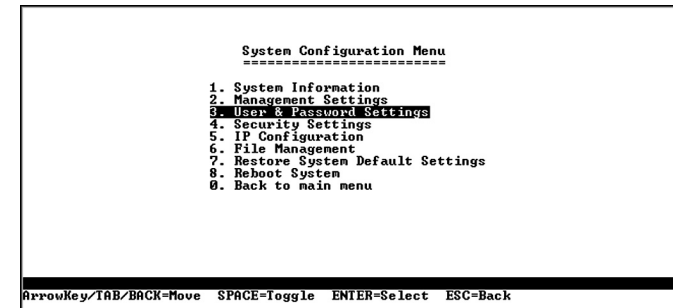 System Configuration Menu
=========================
1. System Information
2. Management Settings
3. User & Password Settings
4. Security Settings
5. IP Configuration
6. File Management
7. Restore System Default Settings
8. Reboot System
0. Back to main menu
ArrowKey/TAB/BACK=Move SPACE=Toggle ENTER=Select ESC=Back